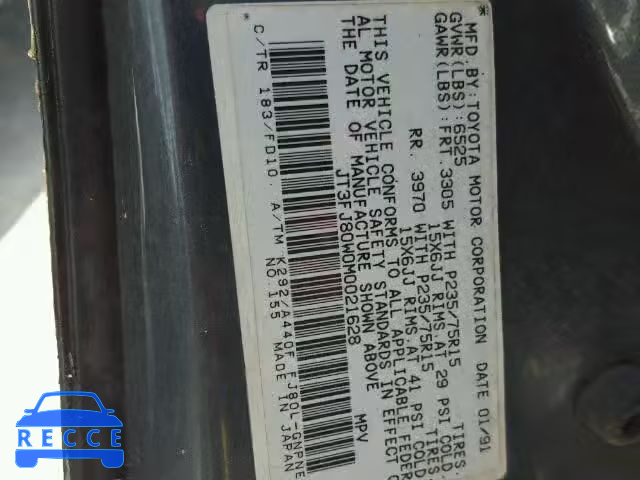 MFD. BY: TOYOTA MOTOR CORPORATION DATE 01/91
GVWR(LBS):6525
GAWR(LBS):FRT. 3305 WITH P235/75R15 TIRES.
15X6JJ RIMS.AT 29 PSI COLD.
RR. 3970 WITH P235/75R15 TIRES.
15X6JJ RIMS.AT 41 PSI COLD
THIS VEHICLE CONFORMS TO ALL APPLICABLE FEDER
AL MOTOR VEHICLE SAFETY STANDARDS IN EFFECT
THE DATE OF MANUFACTURE SHOWN ABOVE
JT3FJ80W0M0021628 MPV
* C/TR 183/FD10. A/TM K292/A440F FJ80L-GNPNE
NO.155 MADE IN JAPAN
RECCE